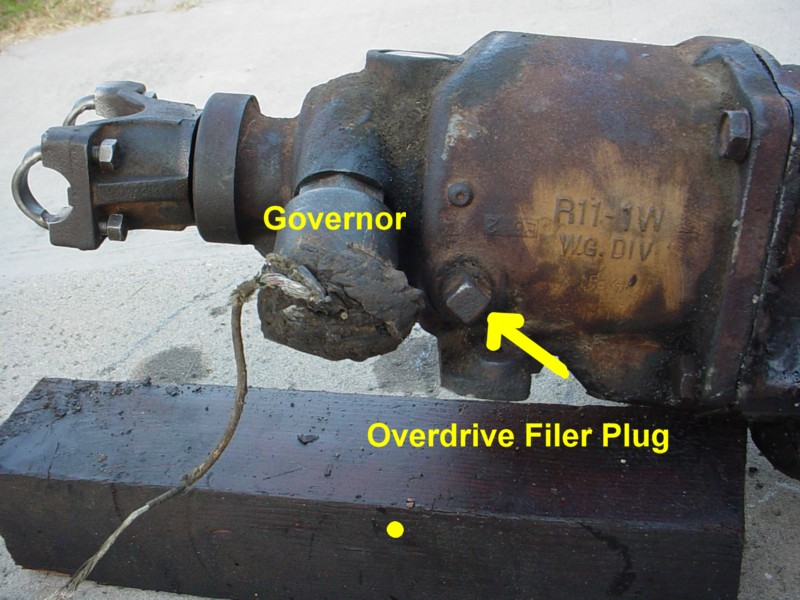 Governor
R11-1W
W.G. DIV
Overdrive Filer Plug